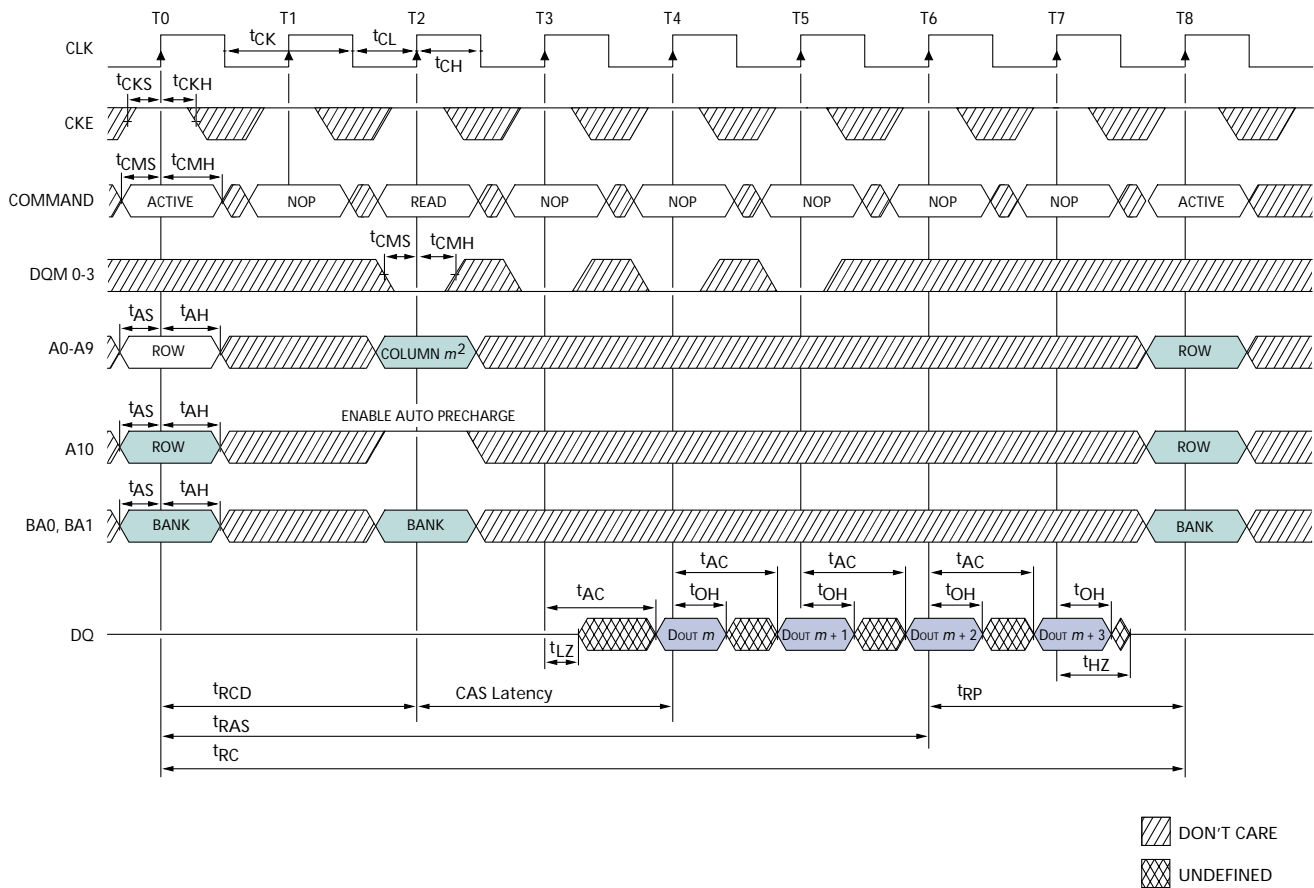 T0 T1 T2 T3 T4 T5 T6 T7 T8
CLK tCK tCL tCH
tCKS tCKH
CKE
tCMS tCMH
COMMAND ACTIVE NOP READ NOP NOP NOP NOP NOP ACTIVE
tCMS tCMH
DQM 0-3
tAS tAH
A0-A9 ROW COLUMN m2 ROW
ENABLE AUTO PRECHARGE
tAS tAH
A10 ROW ROW
tAS tAH
BA0, BA1 BANK BANK BANK
tAC tAC tAC
tAC tOH tOH tOH tOH
DQ DOUT m DOUT m + 1 DOUT m + 2 DOUT m + 3
tLZ tHZ
tRCD CAS Latency tRP
tRAS
tRC
DON'T CARE
UNDEFINED